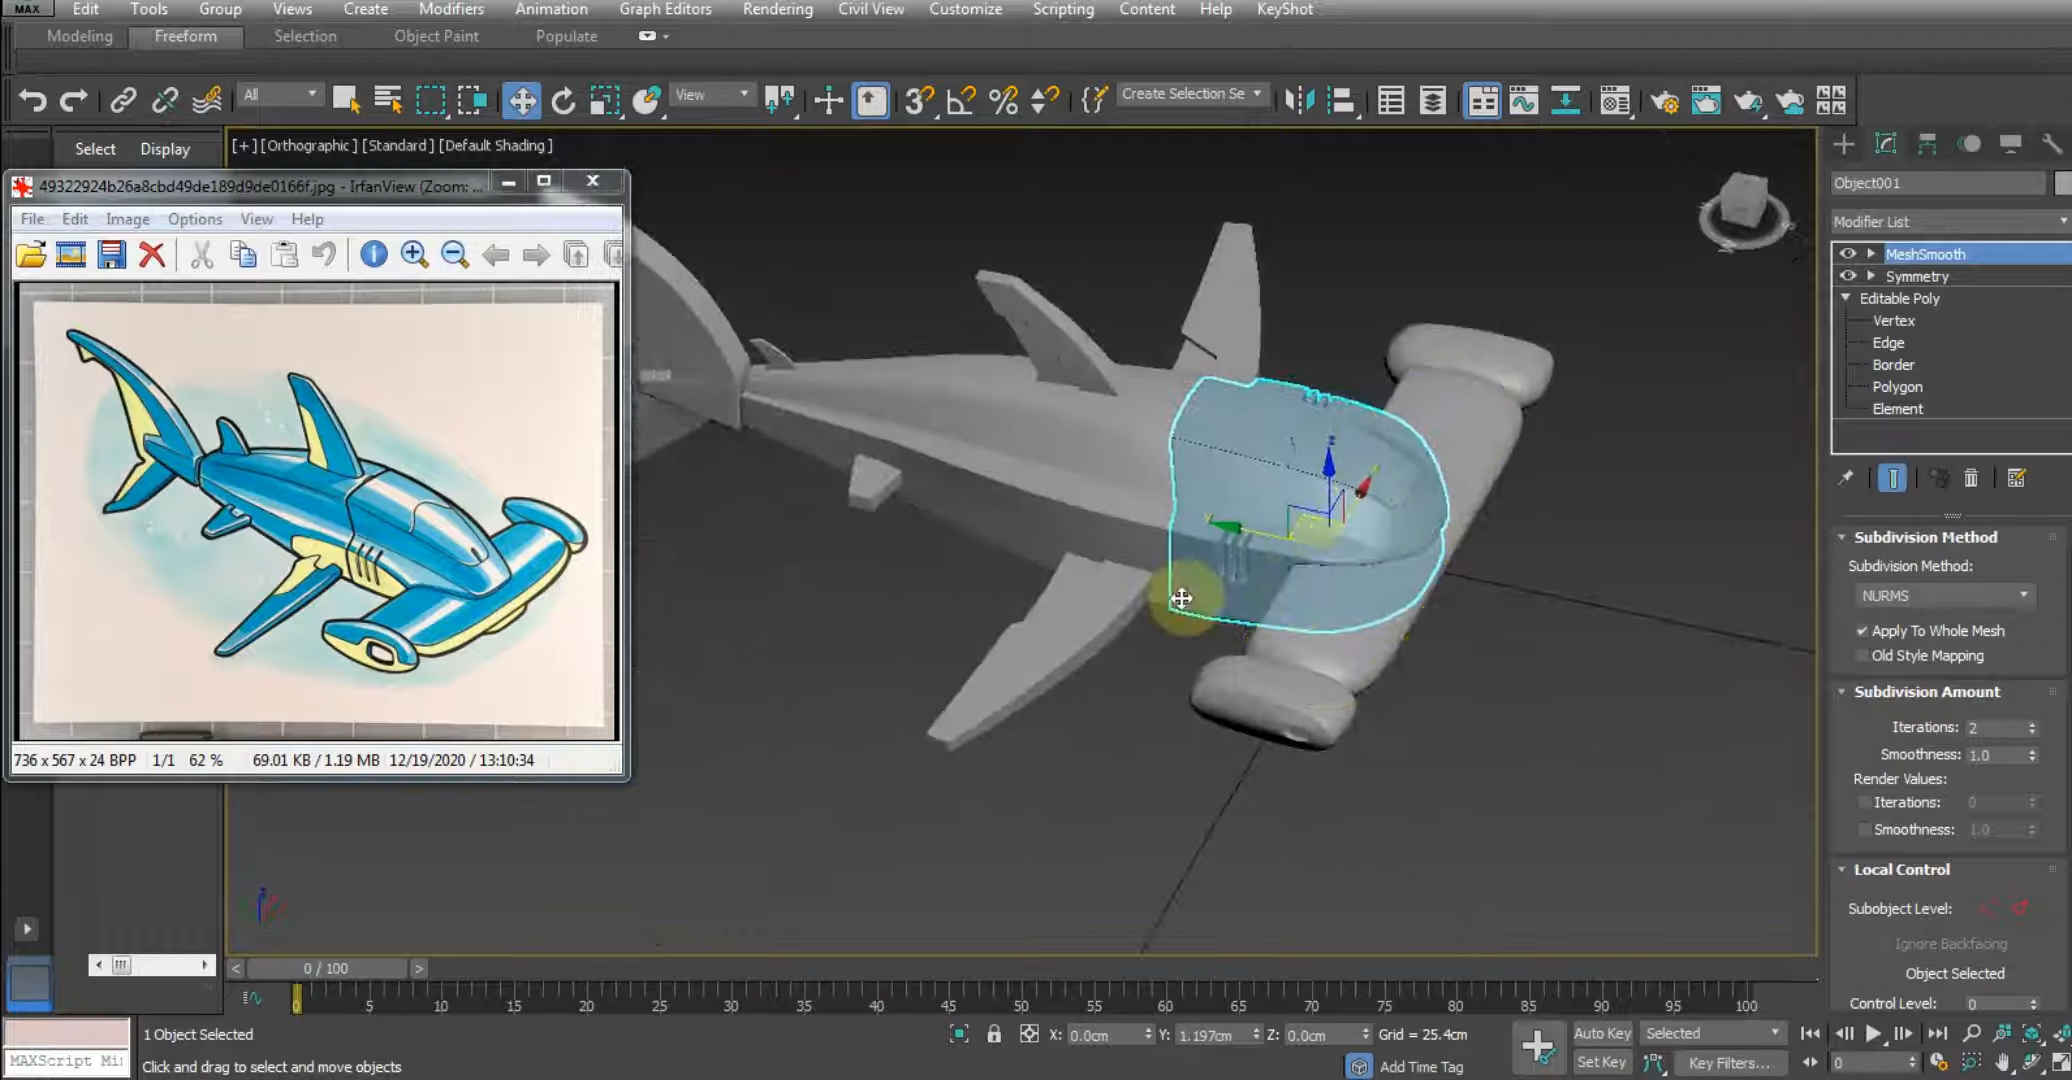 MAX Edit Tools Group Views Create Modifiers Animation Graph Editors Rendering Civil View Customize Scripting Content Help KeyShot
Modeling Freeform Selection Object Paint Populate
All View Create Selection Se
Select Display
[+] [Orthographic] [Standard] [Default Shading]
49322924b26a8cbd49de189d9de0166f.jpg - IrfanView (Zoom: ...
File Edit Image Options View Help
736 x 567 x 24 BPP 1/1 62 % 69.01 KB / 1.19 MB 12/19/2020 / 13:10:34
Object001
Modifier List
MeshSmooth
Symmetry
Editable Poly
Vertex
Edge
Border
Polygon
Element
Subdivision Method
Subdivision Method:
NURMS
Apply To Whole Mesh
Old Style Mapping
Subdivision Amount
Iterations: 2
Smoothness: 1.0
Render Values:
Iterations: 0
Smoothness: 1.0
Local Control
Subobject Level:
Ignore Backfacing
Object Selected
Control Level: 0
< 0 / 100 >
0 5 10 15 20 25 30 35 40 45 50 55 60 65 70 75 80 85 90 95 100
1 Object Selected X: 0.0cm Y: 1.197cm Z: 0.0cm Grid = 25.4cm Auto Key Selected
MAXScript Mi Click and drag to select and move objects Add Time Tag Set Key Key Filters... 0